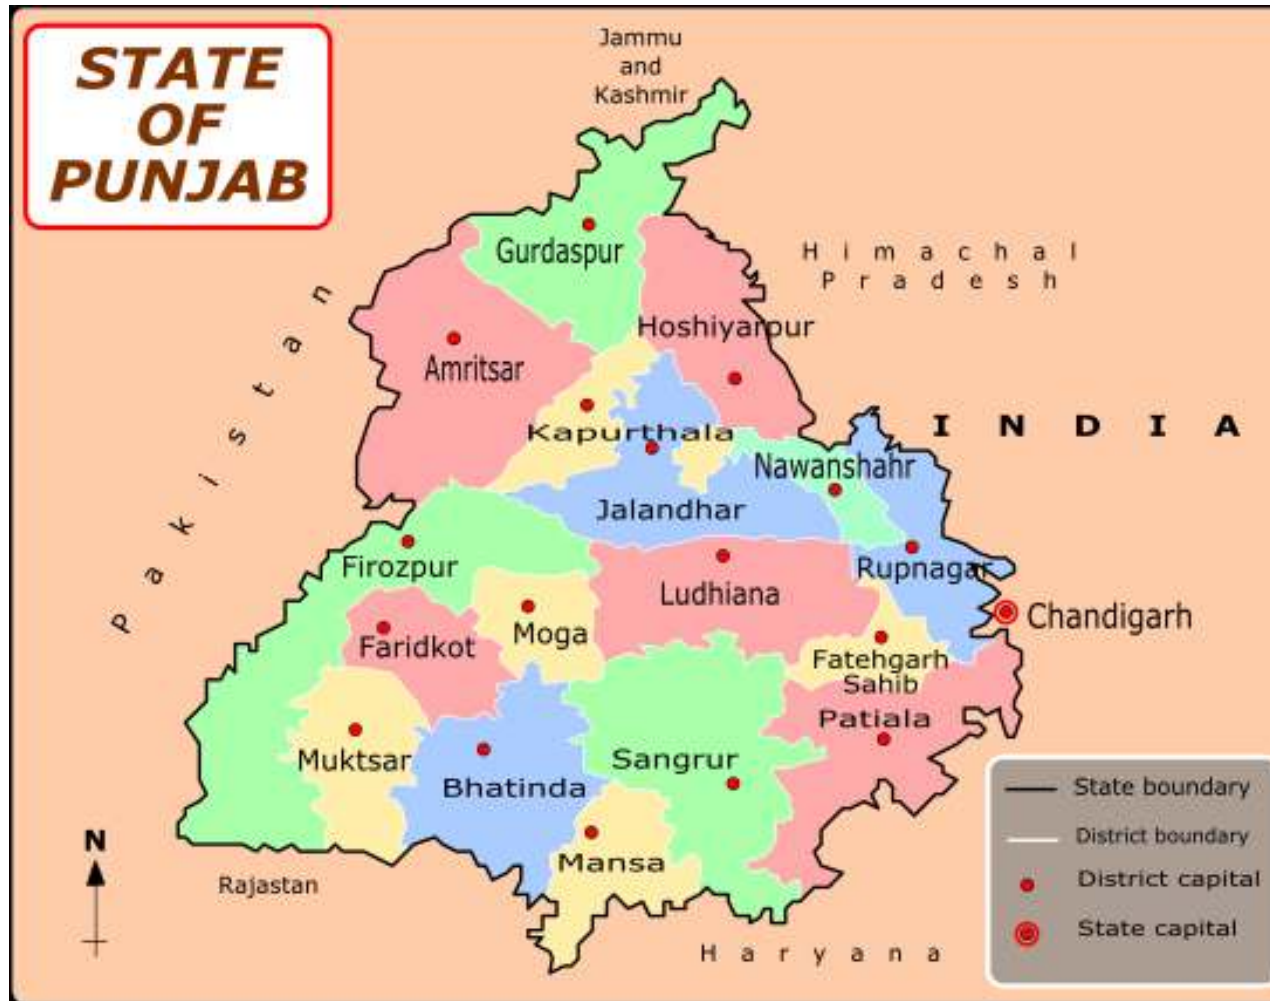 STATE
OF
PUNJAB
Jammu
and
Kashmir
Gurdaspur
Himachal
Pradesh
Pakistan
Hoshiyarpur
Amritsar
INDIA
Kapurthala
Nawanshahr
Jalandhar
Firozpur
Rupnagar
Ludhiana
Chandigarh
Moga
Faridkot
Fatehgarh
Sahib
Patiala
Muktsar
Sangrur
Bhatinda
Mansa
N
Rajastan
Haryana
State boundary
District boundary
District capital
State capital